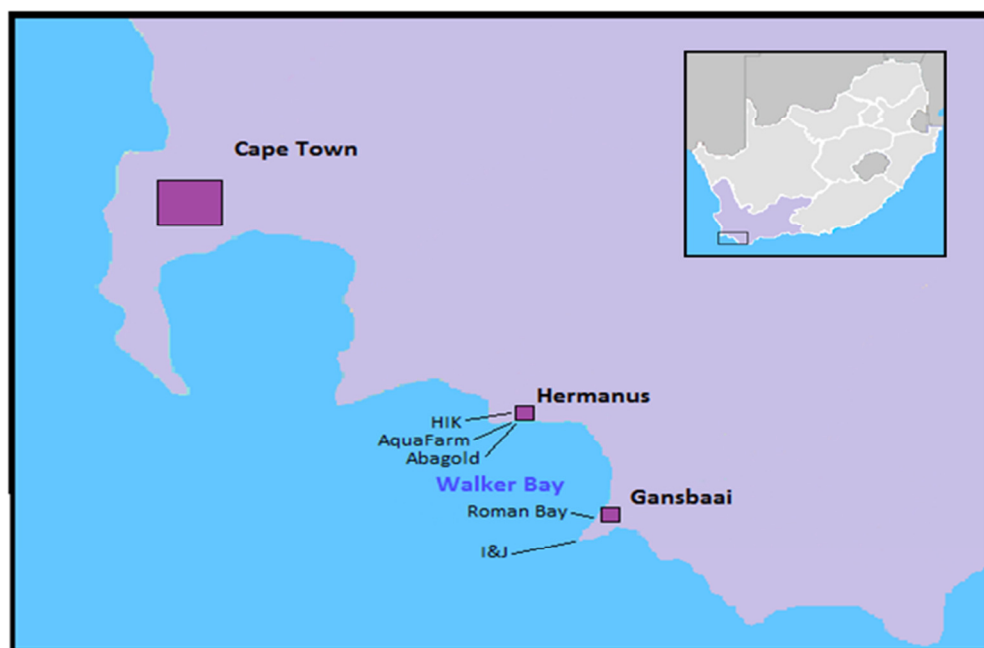 Cape Town
Hermanus
HIK
AquaFarm
Abagold
Walker Bay
Gansbaai
Roman Bay
I&J